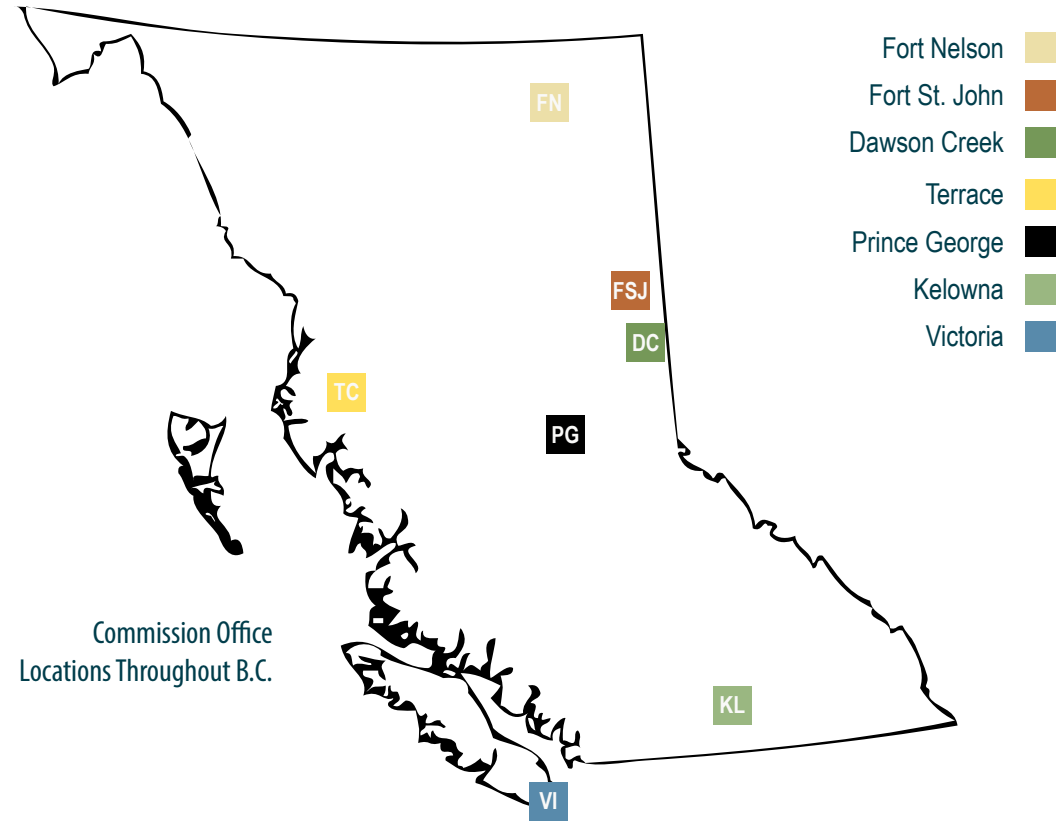 Fort Nelson
FN
Fort St. John
Dawson Creek
Terrace
Prince George
FSJ
Kelowna
DC
Victoria
TC
PG
Commission Office
Locations Throughout B.C.
KL
VI